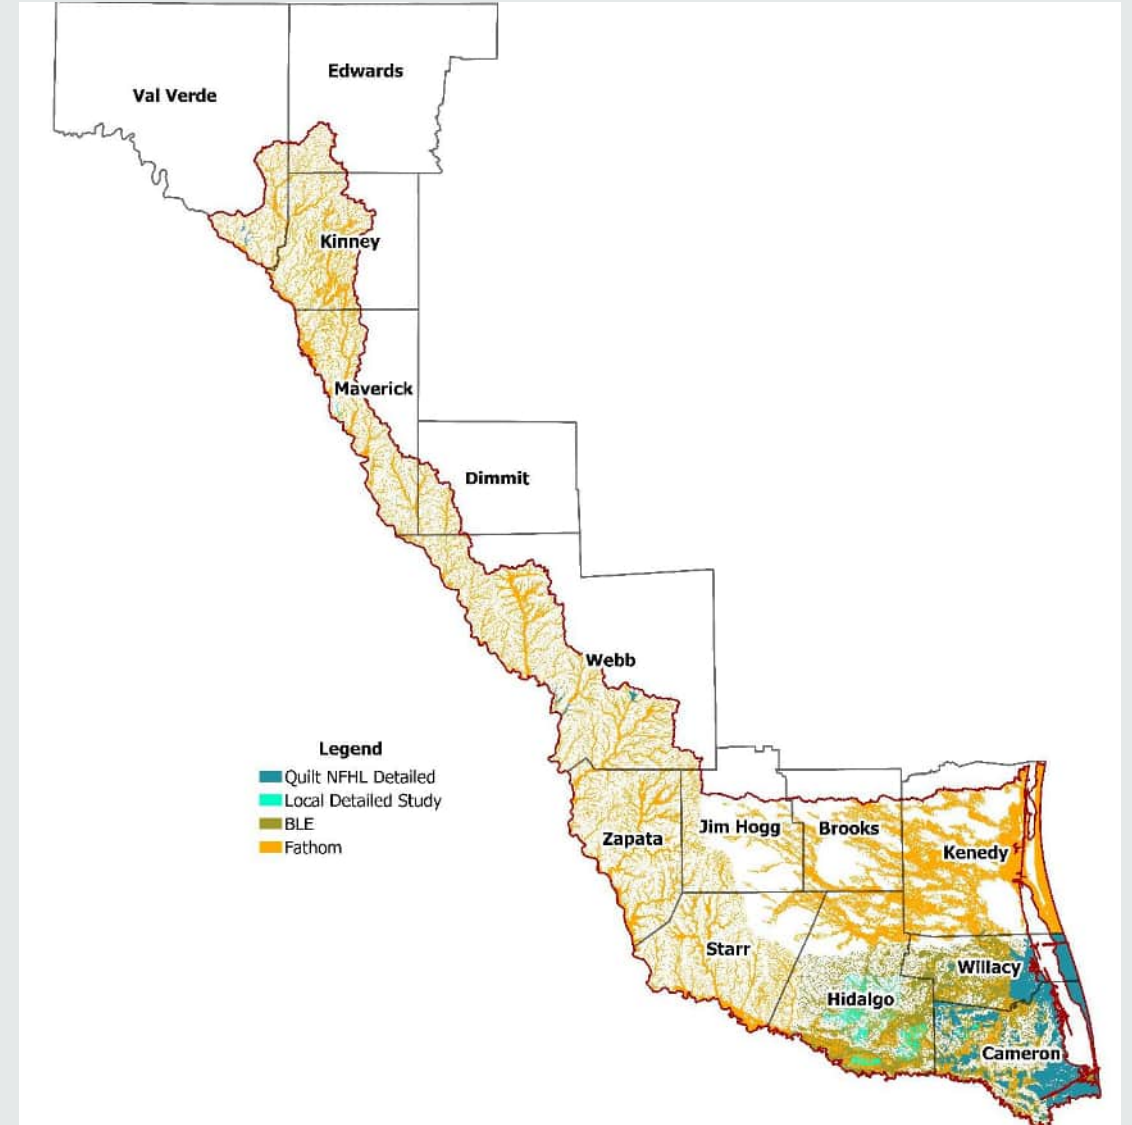 Edwards
Val Verde
Kinney
Maverick
Dimmit
Webb
Legend
Quilt NFHL Detailed
Local Detailed Study
BLE
Fathom
Zapata
Jim Hogg
Brooks
Kenedy
Starr
Willacy
Hidalgo
Cameron